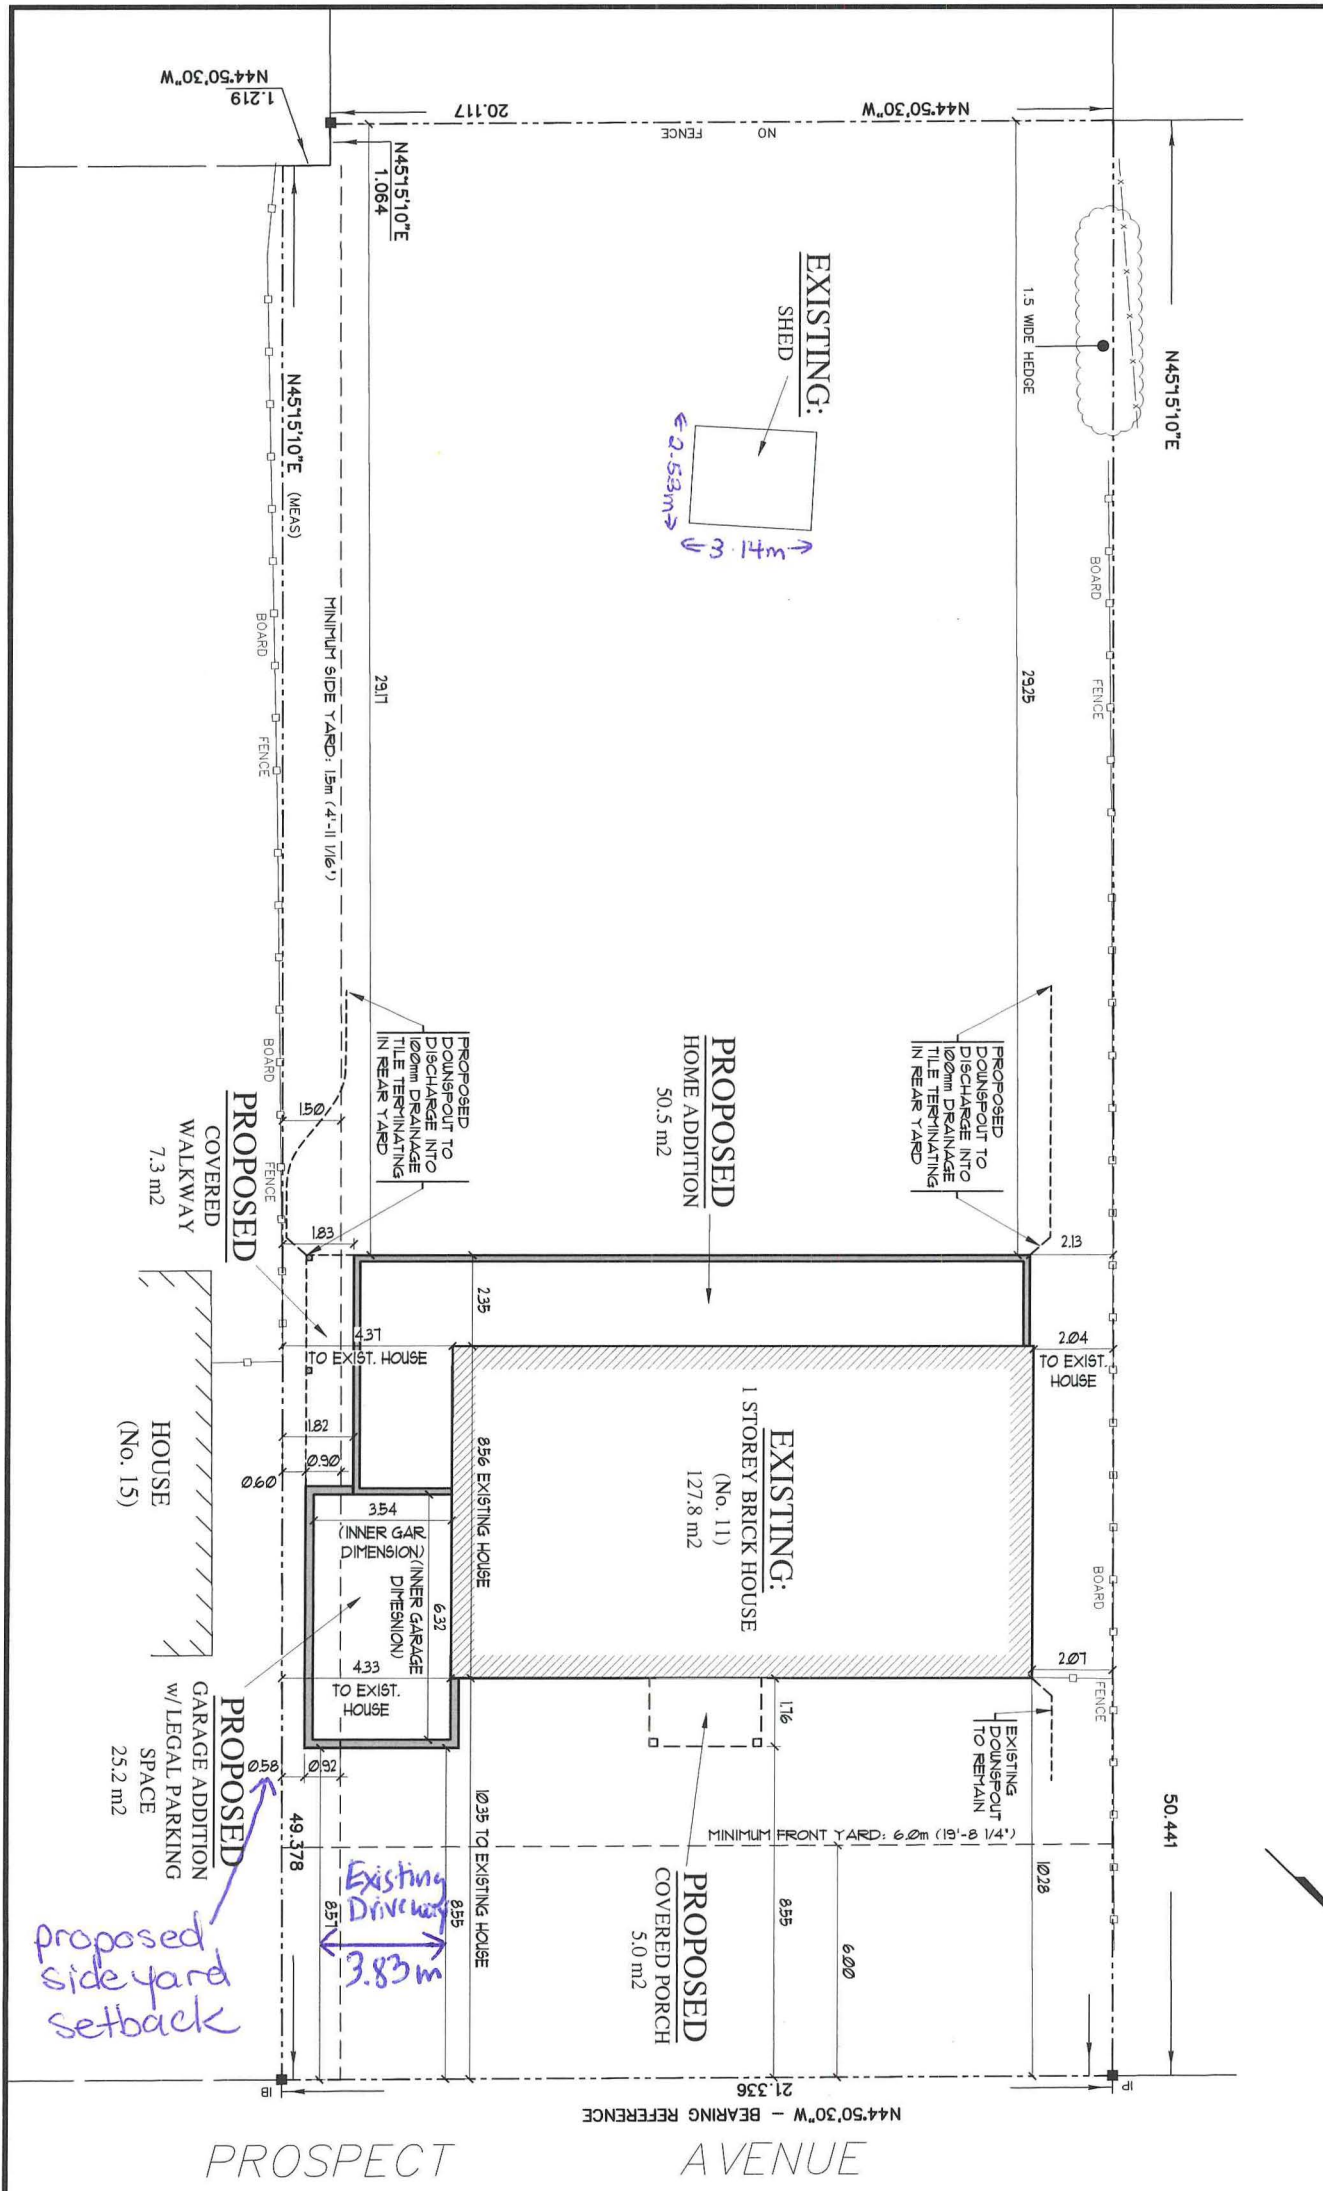 N44°50'30"W
1.219
20.117
N44°50'30"W
NO FENCE
N45°15'10"E
1.064
N45°15'10"E
EXISTING:
SHED
1.5 WIDE HEDGE
2.53m
3.14m
N45°15'10"E (MEAS)
BOARD
FENCE
BOARD
FENCE
MINIMUM SIDE YARD: 1.5m (4'-11 1/16")
29.17
29.25
PROPOSED
DOWNSPOUT TO
DISCHARGE INTO
100mm DRAINAGE
TILE TERMINATING
IN REAR YARD
PROPOSED
HOME ADDITION
50.5 m2
PROPOSED
DOWNSPOUT TO
DISCHARGE INTO
100mm DRAINAGE
TILE TERMINATING
IN REAR YARD
BOARD
FENCE
1.50
PROPOSED
COVERED
WALKWAY
7.3 m2
1.83
2.13
2.35
4.37
TO EXIST. HOUSE
2.04
TO EXIST.
HOUSE
HOUSE
(No. 15)
1.82
0.90
0.60
8.56 EXISTING HOUSE
EXISTING:
1 STOREY BRICK HOUSE
(No. 11)
127.8 m2
3.54
(INNER GAR.
DIMENSION)
6.32
(INNER GARAGE
DIMESNION)
BOARD
FENCE
4.33
TO EXIST.
HOUSE
2.07
1.76
PROPOSED
GARAGE ADDITION
w/ LEGAL PARKING
SPACE
25.2 m2
0.58
0.92
EXISTING
DOWNSPOUT
TO REMAIN
50.441
49.378
MINIMUM FRONT YARD: 6.0m (19'-8 1/4")
Existing
Driveway
3.83m
8.57
8.55
10.35 TO EXISTING HOUSE
PROPOSED
COVERED PORCH
5.0 m2
8.55
6.00
10.28
proposed
side yard
setback
IB
21.336
IP
N44°50'30"W - BEARING REFERENCE
PROSPECT AVENUE